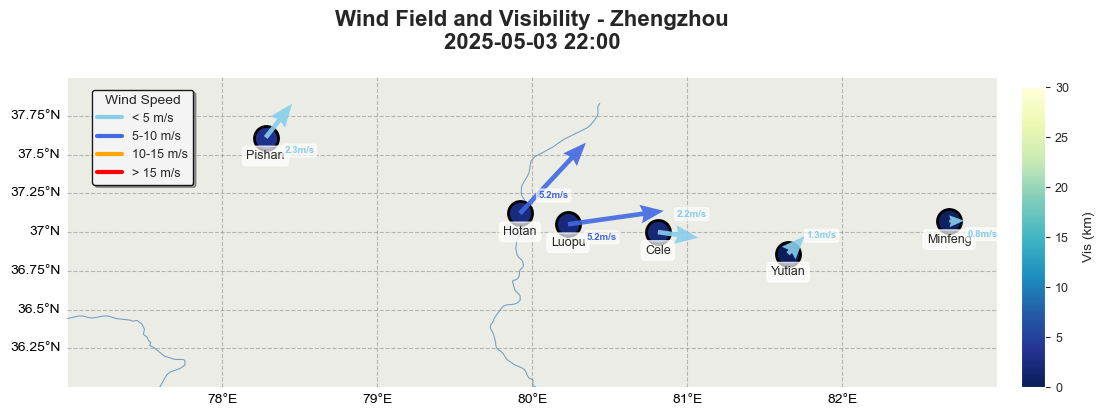 Wind Field and Visibility - Zhengzhou
2025-05-03 22:00
Wind Speed
< 5 m/s
5-10 m/s
10-15 m/s
> 15 m/s
37.75°N
37.5°N
37.25°N
37°N
36.75°N
36.5°N
36.25°N
Pishan
2.3m/s
5.2m/s
Hotan
Luopu
5.2m/s
2.2m/s
Cele
1.3m/s
Yutian
Minfeng
0.8m/s
78°E
79°E
80°E
81°E
82°E
30
25
20
15
10
5
0
Vis (km)